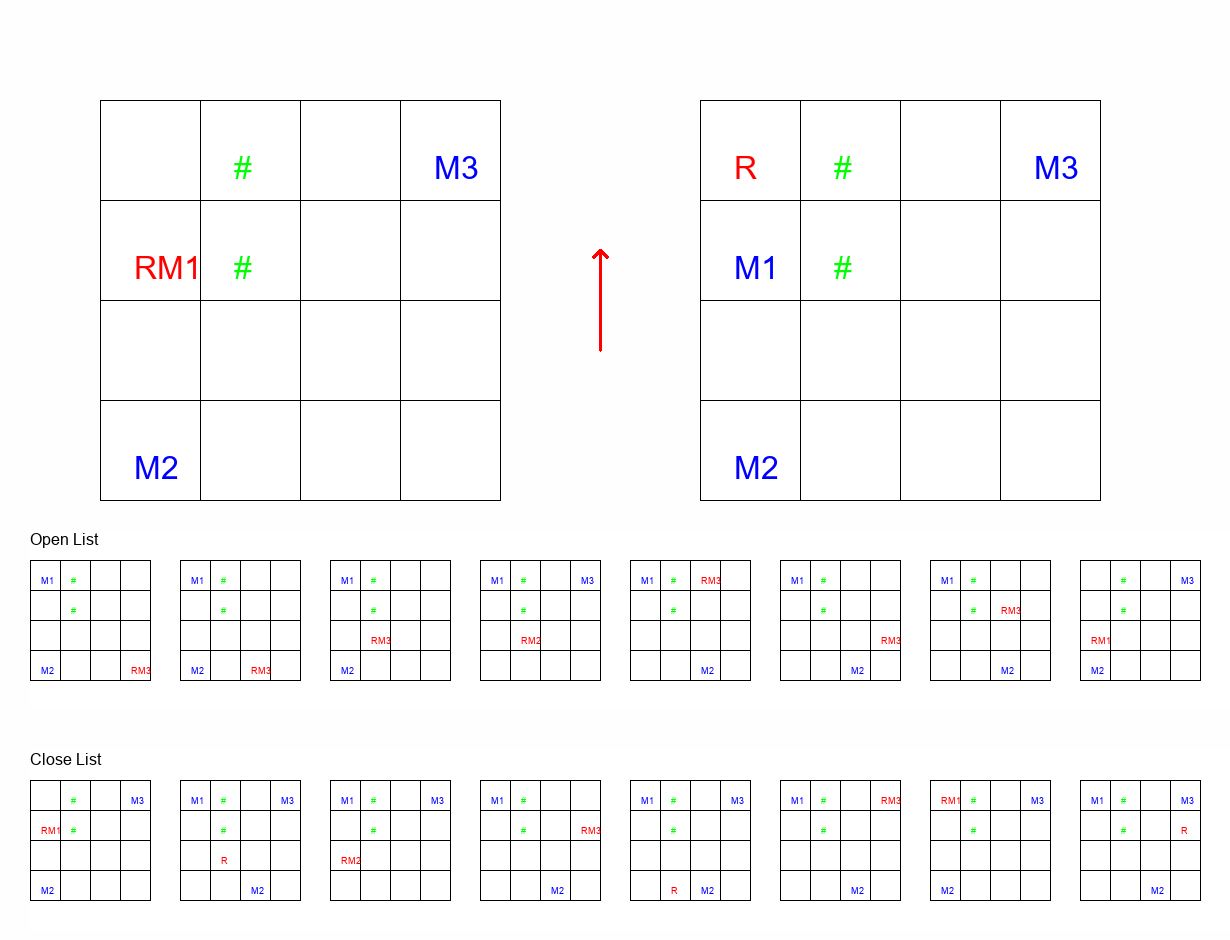 # M3 R # M3
RM1 # M1 #
M2 M2
Open List
M1 # M1 # M1 # M1 # M3 M1 # RM3 M1 # M1 # # M3
# # # # # # # RM3 #
RM3 RM2 RM3 RM1
M2 RM3 M2 RM3 M2 M2 M2 M2 M2
Close List
# M3 M1 # M3 M1 # M3 M1 # M1 # M3 M1 # RM3 RM1 # M3 M1 # M3
RM1 # # # # RM3 # # # # R
R RM2
M2 M2 M2 R M2 M2 M2 M2